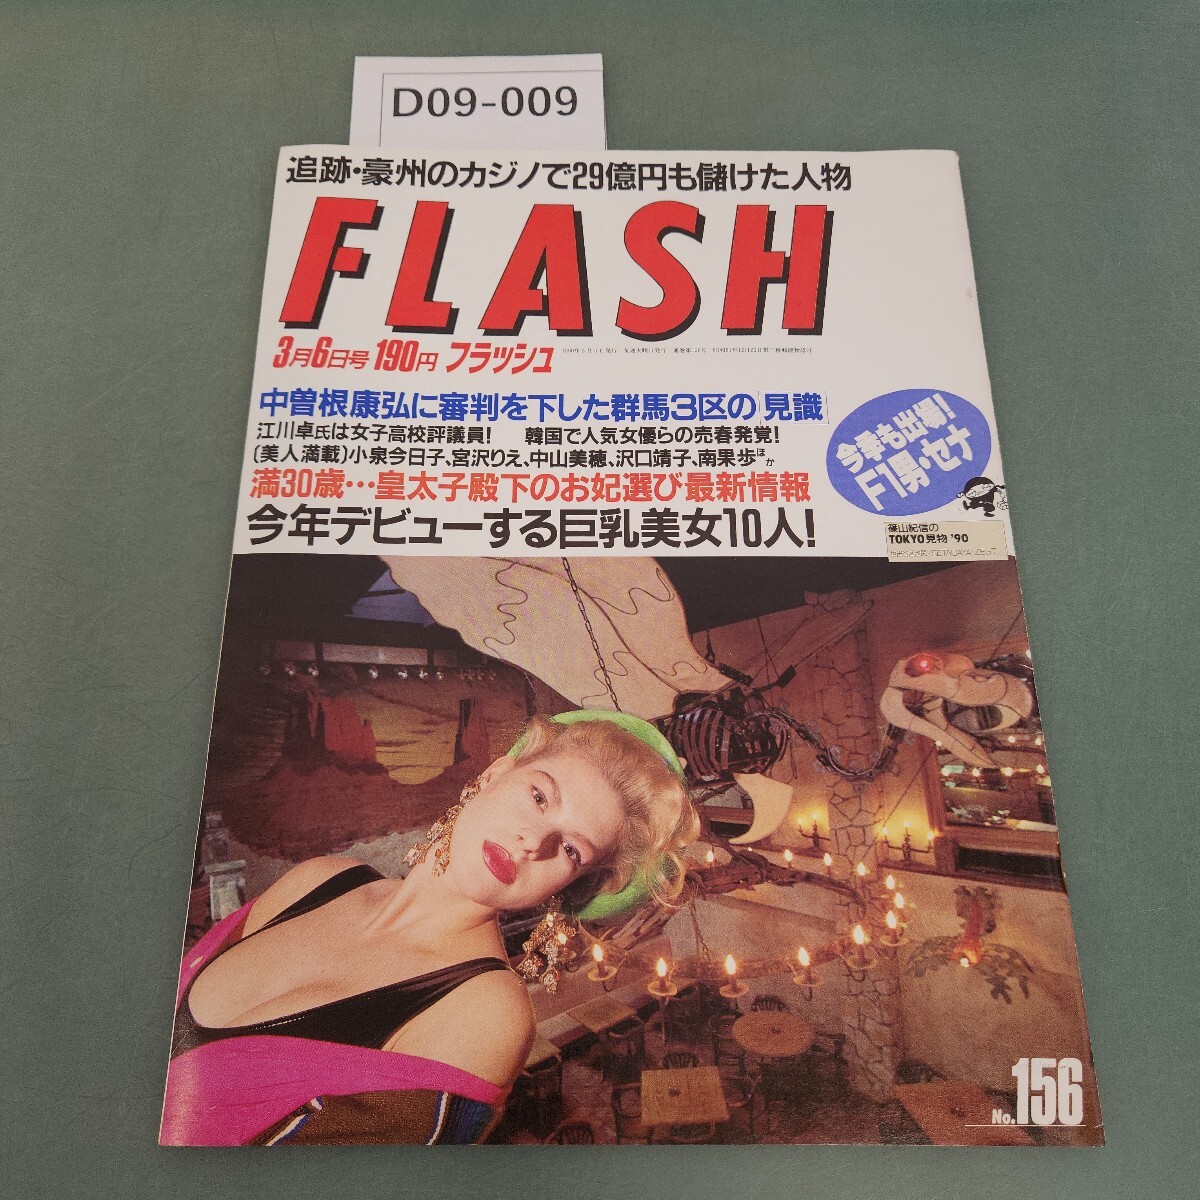 D09-009
追跡・豪州のカジノで29億円も儲けた人物
FLASH
3月6日号 190円 フラッシュ
中曽根康弘に審判を下した群馬3区の「見識」
江川卓氏は女子高校評議員! 韓国で人気女優らの売春発覚!
(美人満載)小泉今日子、宮沢りえ、中山美穂、沢口靖子、南果歩ほか
満30歳…皇太子殿下のお妃選び最新情報
今年デビューする巨乳美女10人!
今季も出場!
F1男・セナ
篠山紀信の
TOKYO見物 '90
No.156